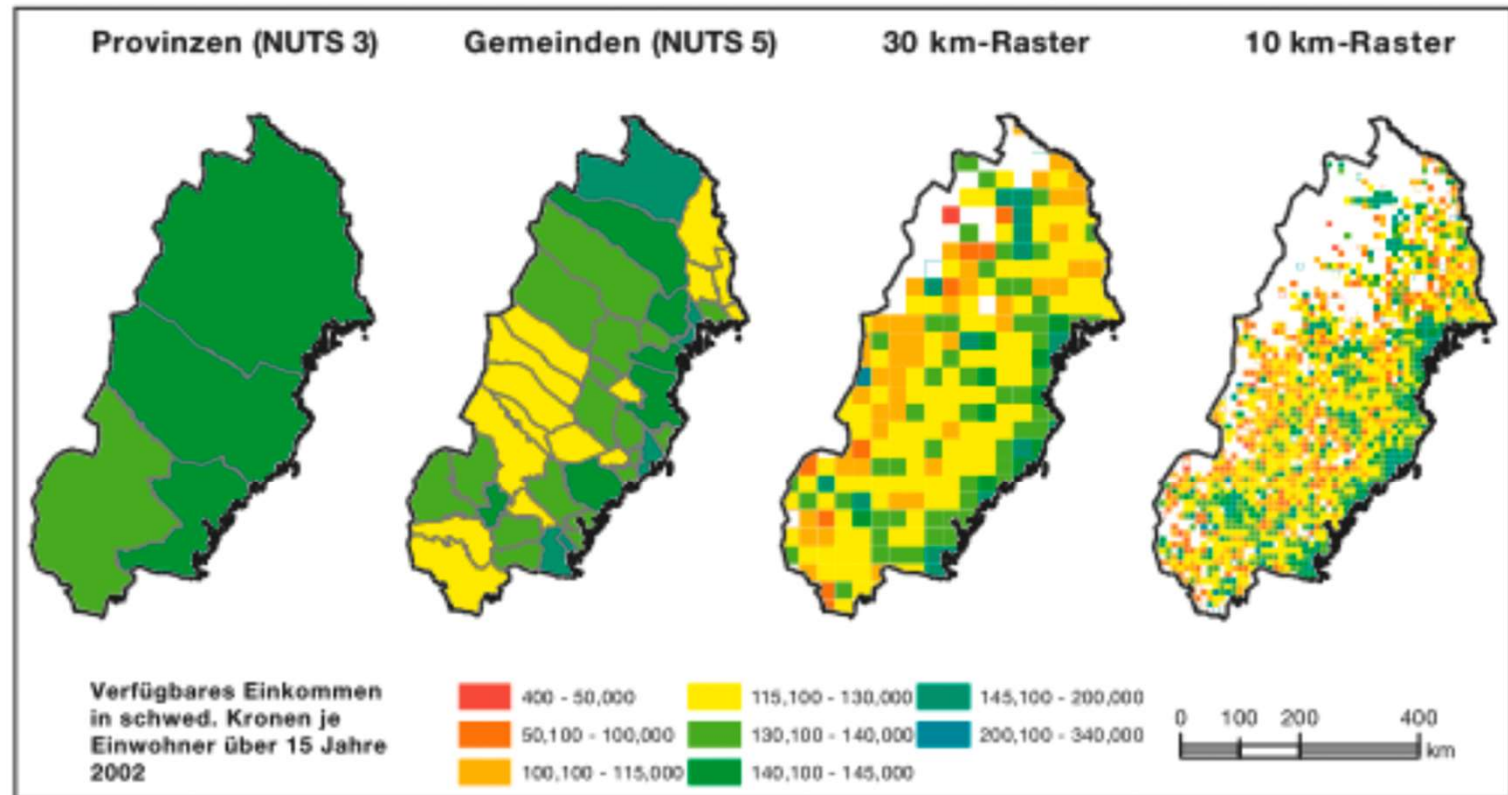 Provinzen (NUTS 3)
Gemeinden (NUTS 5)
30 km-Raster
10 km-Raster
Verfügbares Einkommen
in schwed. Kronen je
Einwohner über 15 Jahre
2002
400 - 50,000
50,100 - 100,000
100,100 - 115,000
115,100 - 130,000
130,100 - 140,000
140,100 - 145,000
145,100 - 200,000
200,100 - 340,000
0 100 200 400
km